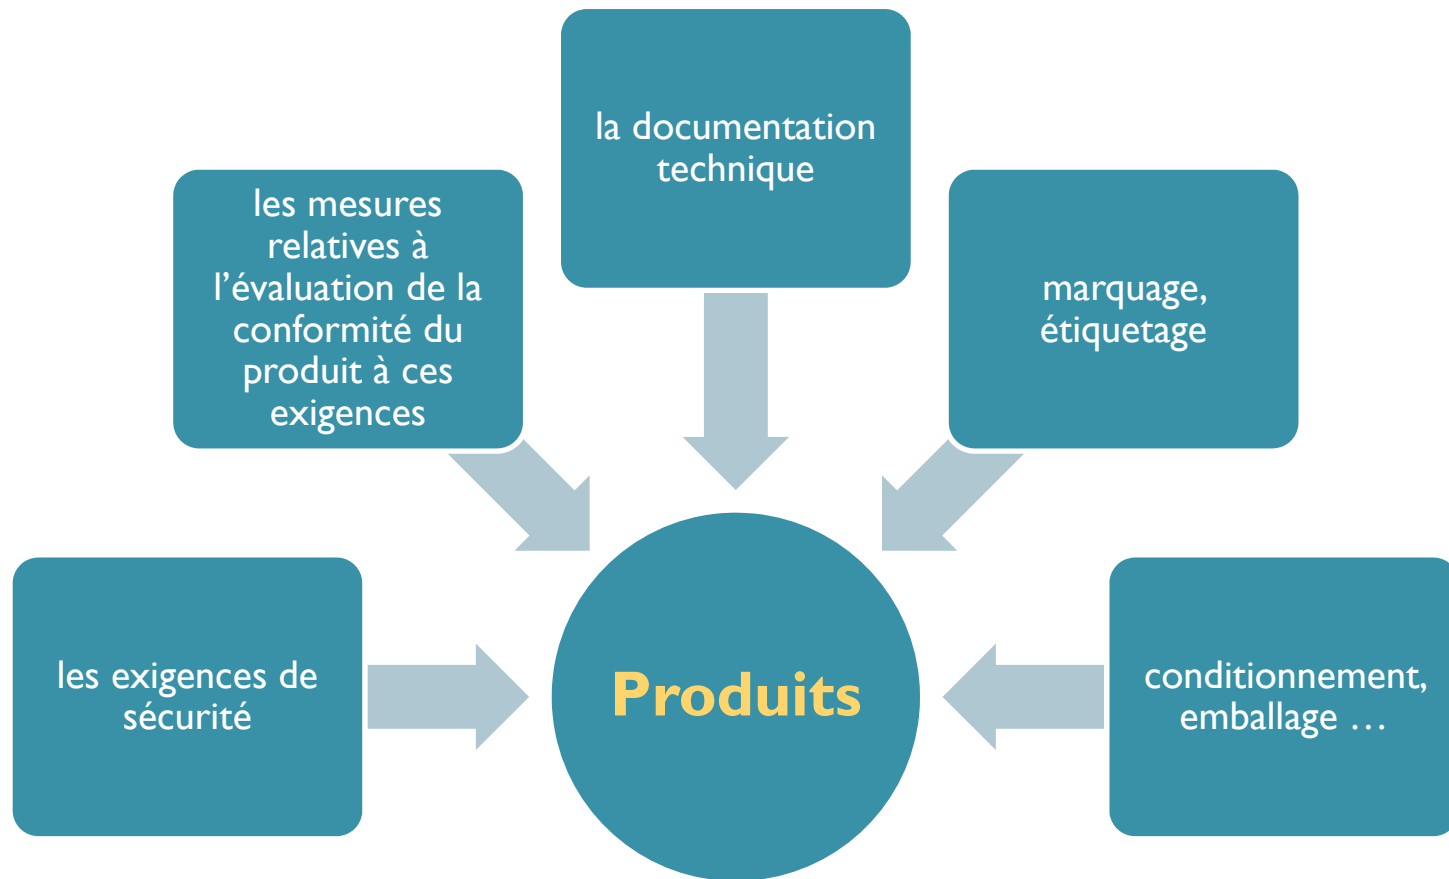 la documentation
technique
les mesures
relatives à
l’évaluation de la
conformité du
produit à ces
exigences
marquage,
étiquetage
les exigences de
sécurité
Produits
conditionnement,
emballage …